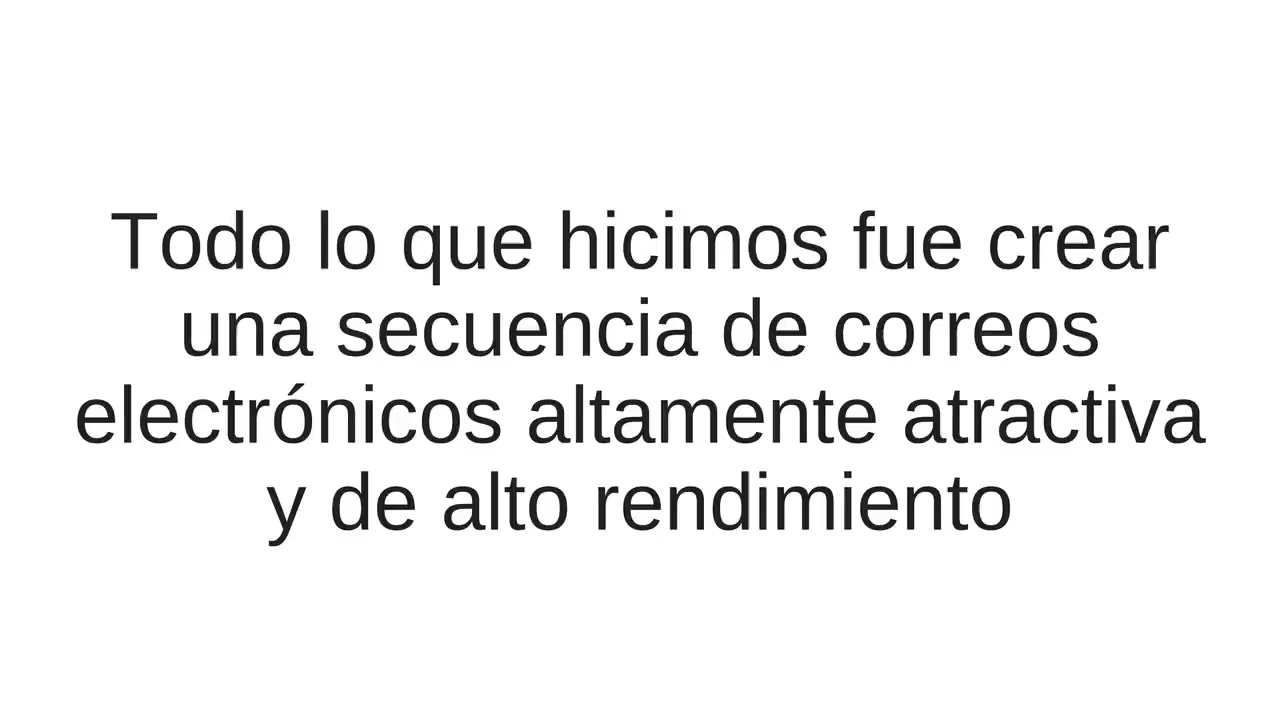 Todo lo que hicimos fue crear
una secuencia de correos
electrónicos altamente atractiva
y de alto rendimiento